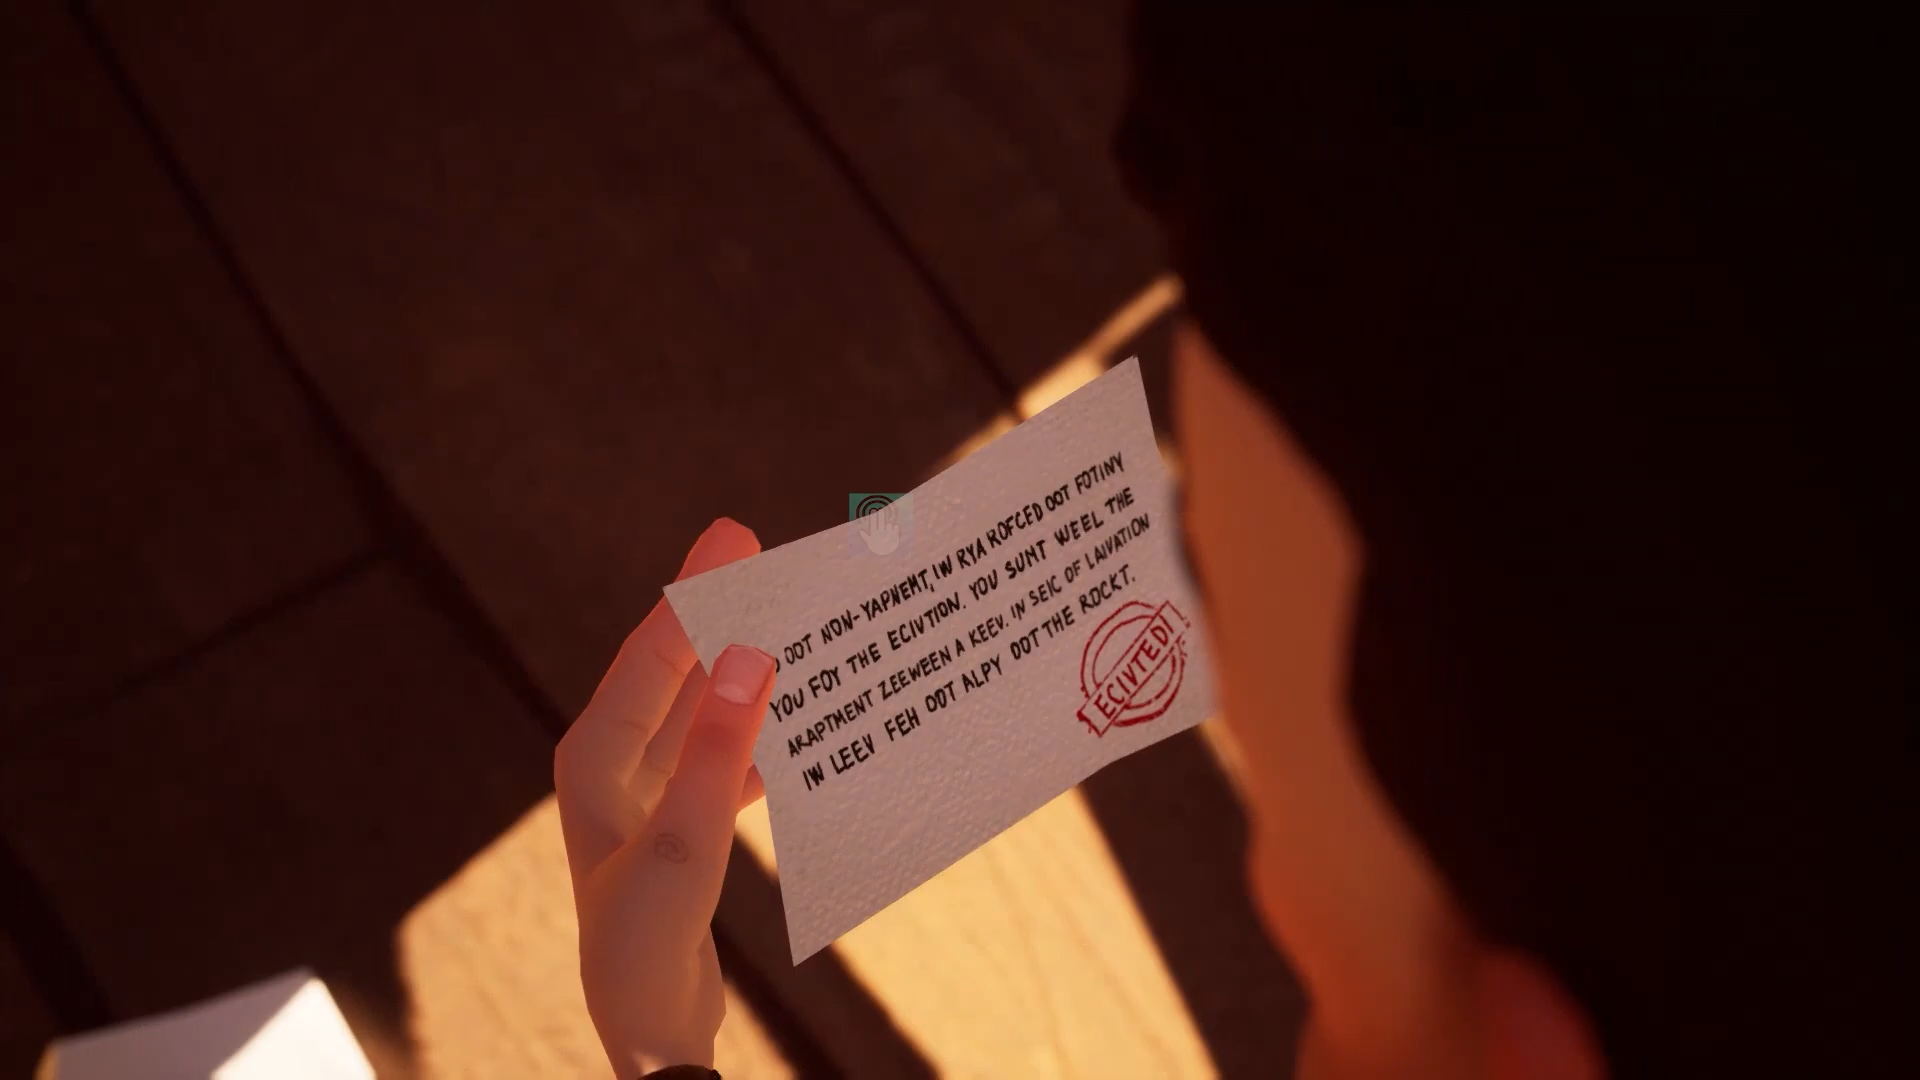 OOT NON-YAPNEMT, IW RYA ROFCED OOT FOTINY
YOU FOY THE ECIVTION. YOU SUNT WEEL THE
ARAPTMENT ZEEWEEN A KEEV. IN SEIC OF LAIVATION
IW LEEV FEH OOT ALPY OOT THE ROCKT.
ECIVTED!